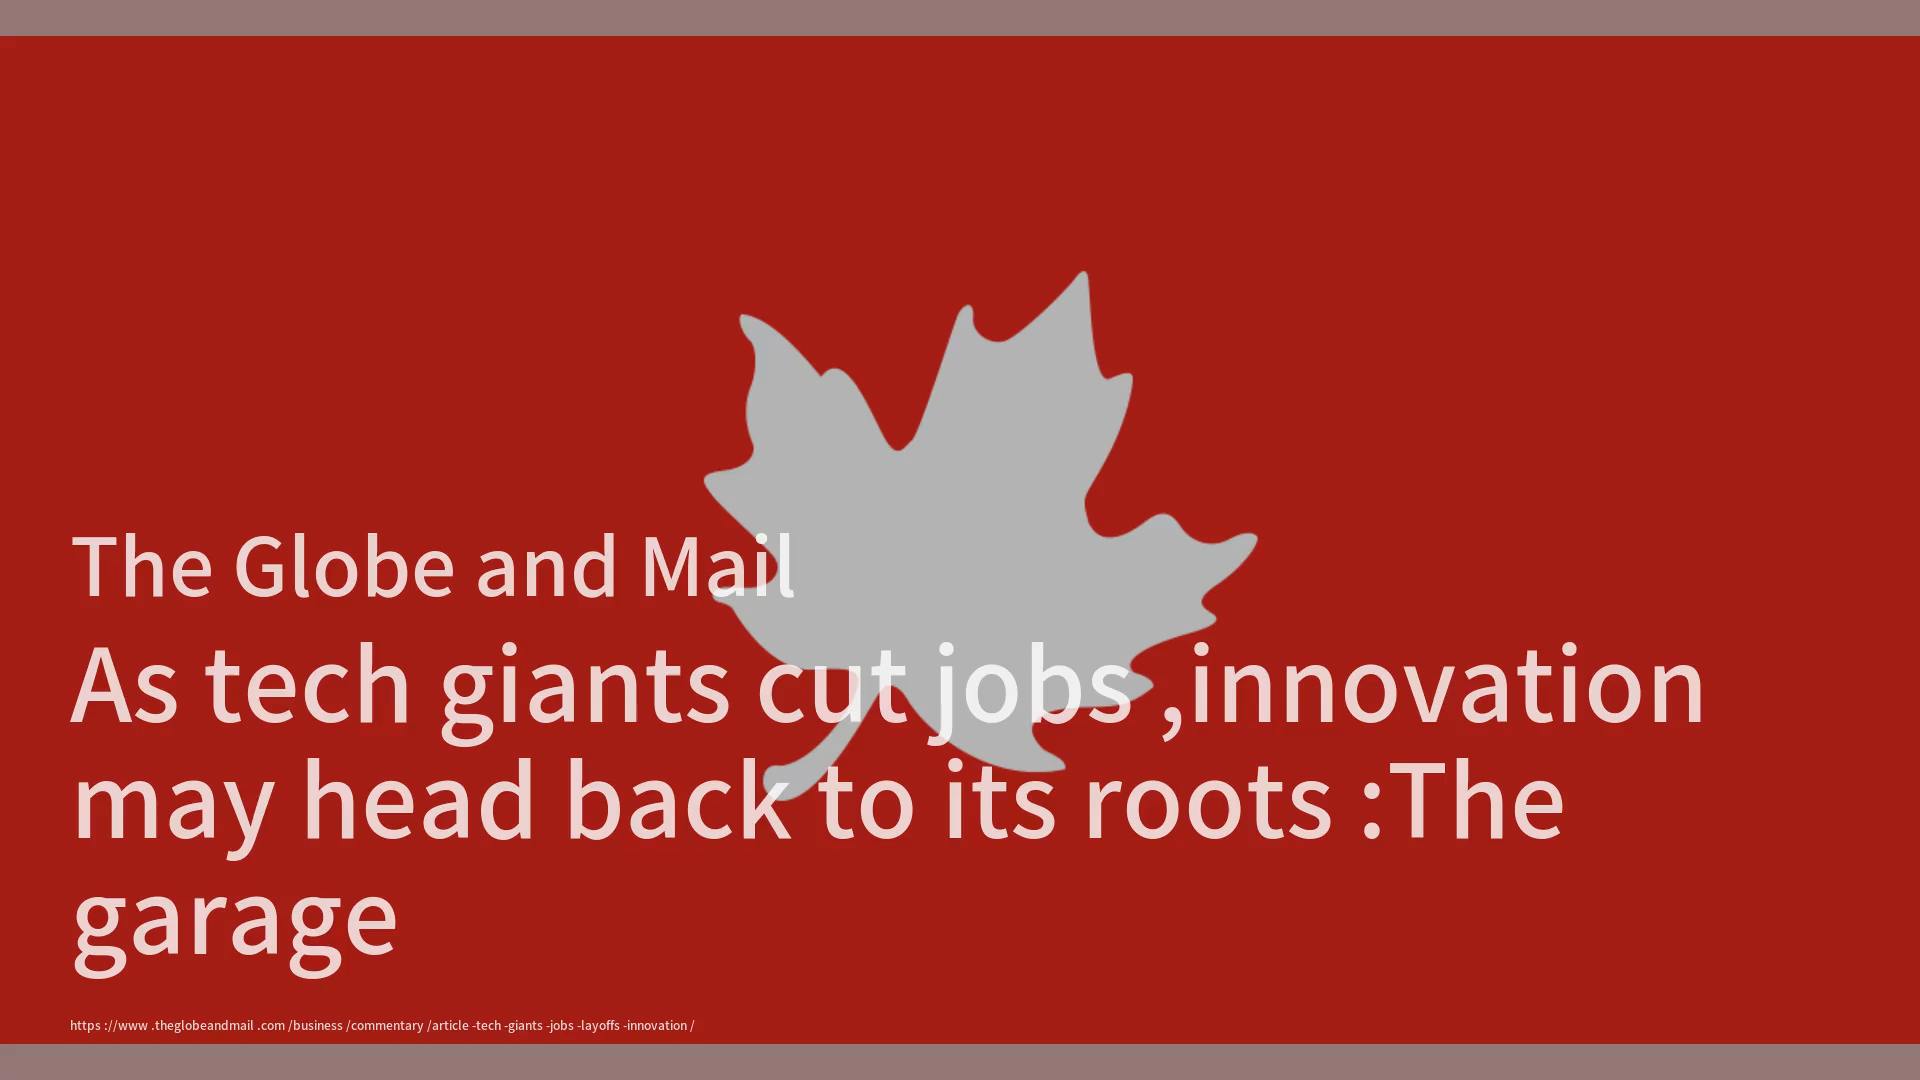 The Globe and Mail
As tech giants cut jobs ,innovation
may head back to its roots :The
garage
https ://www .theglobeandmail .com /business /commentary /article -tech -giants -jobs -layoffs -innovation /